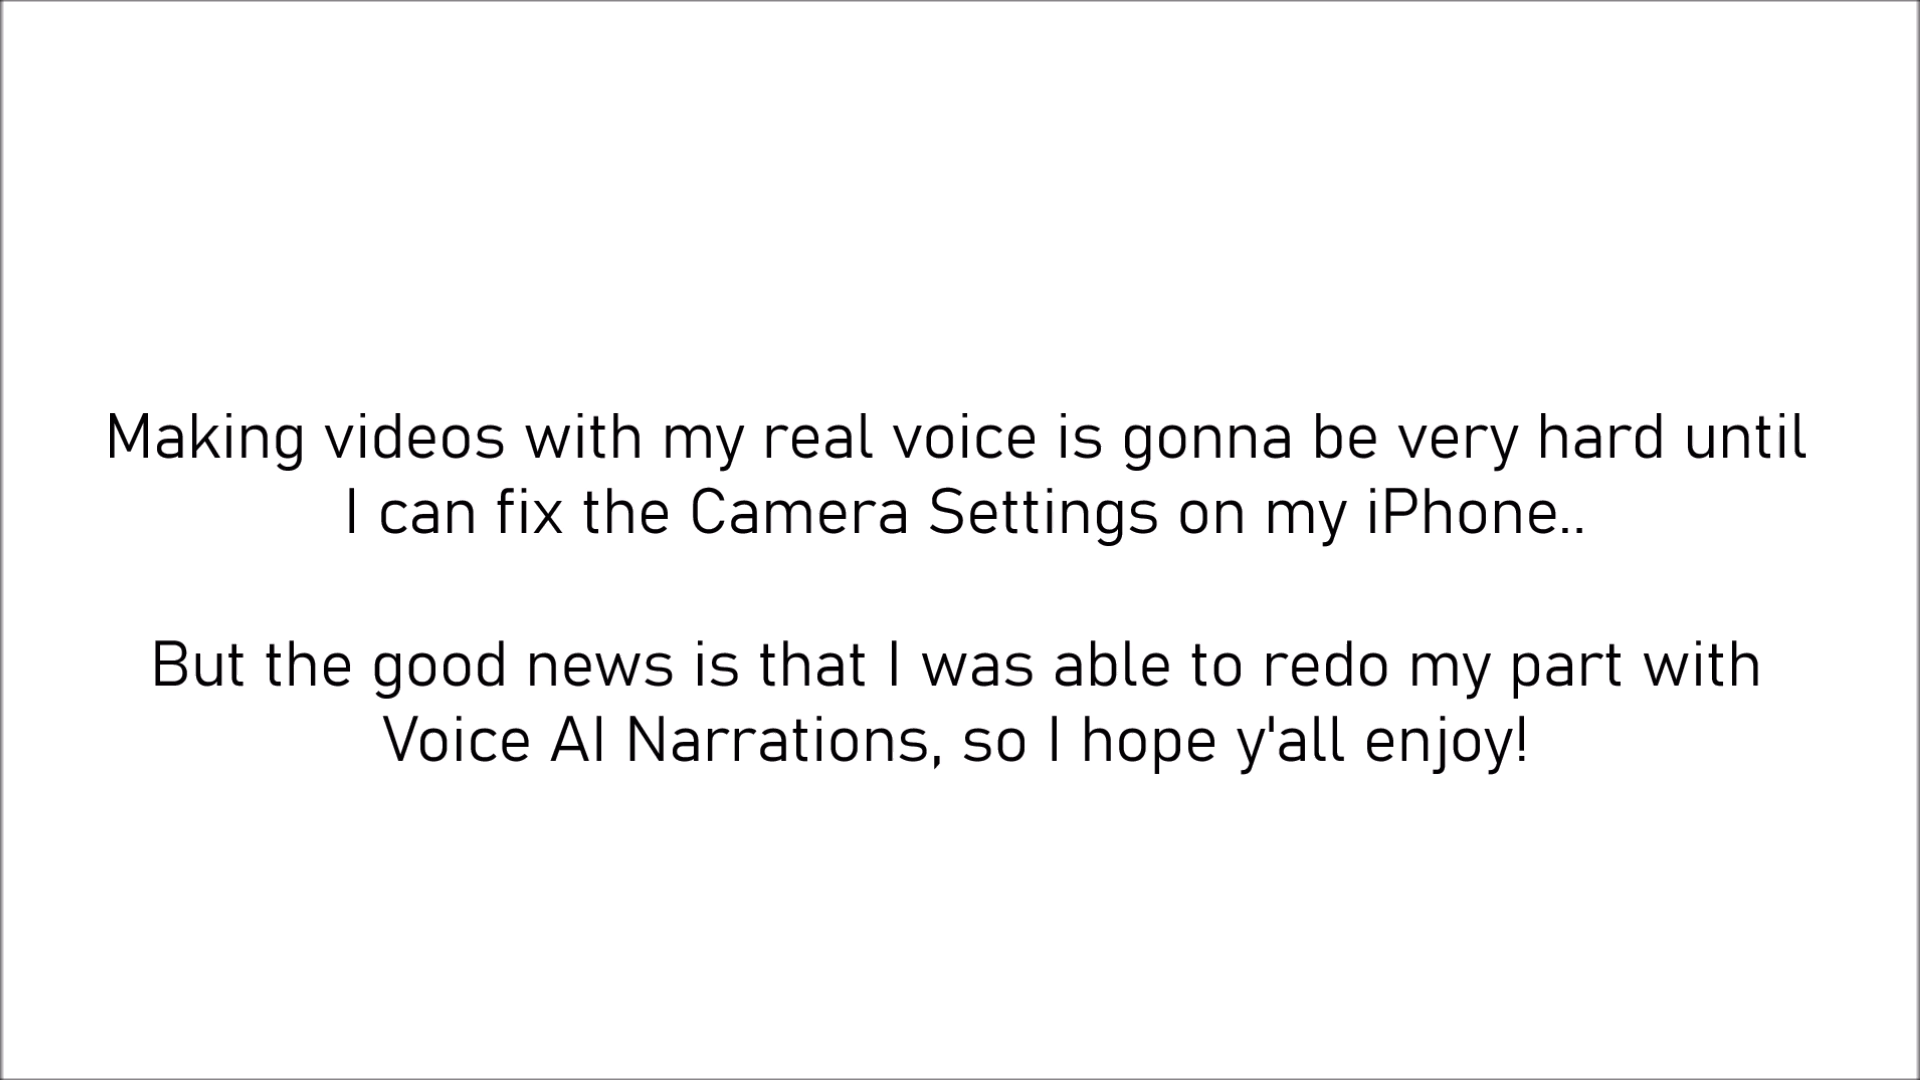 Making videos with my real voice is gonna be very hard until
I can fix the Camera Settings on my iPhone..
But the good news is that I was able to redo my part with
Voice AI Narrations, so I hope y'all enjoy!